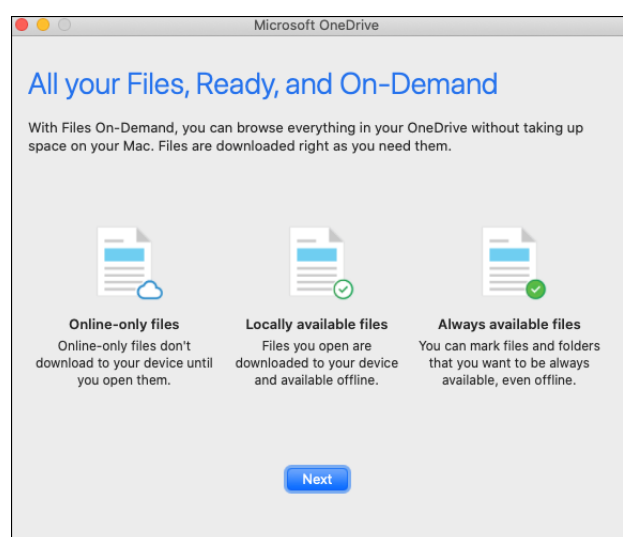 Microsoft OneDrive
All your Files, Ready, and On-Demand
With Files On-Demand, you can browse everything in your OneDrive without taking up
space on your Mac. Files are downloaded right as you need them.
Online-only files
Online-only files don't
download to your device until
you open them.
Locally available files
Files you open are
downloaded to your device
and available offline.
Always available files
You can mark files and folders
that you want to be always
available, even offline.
Next